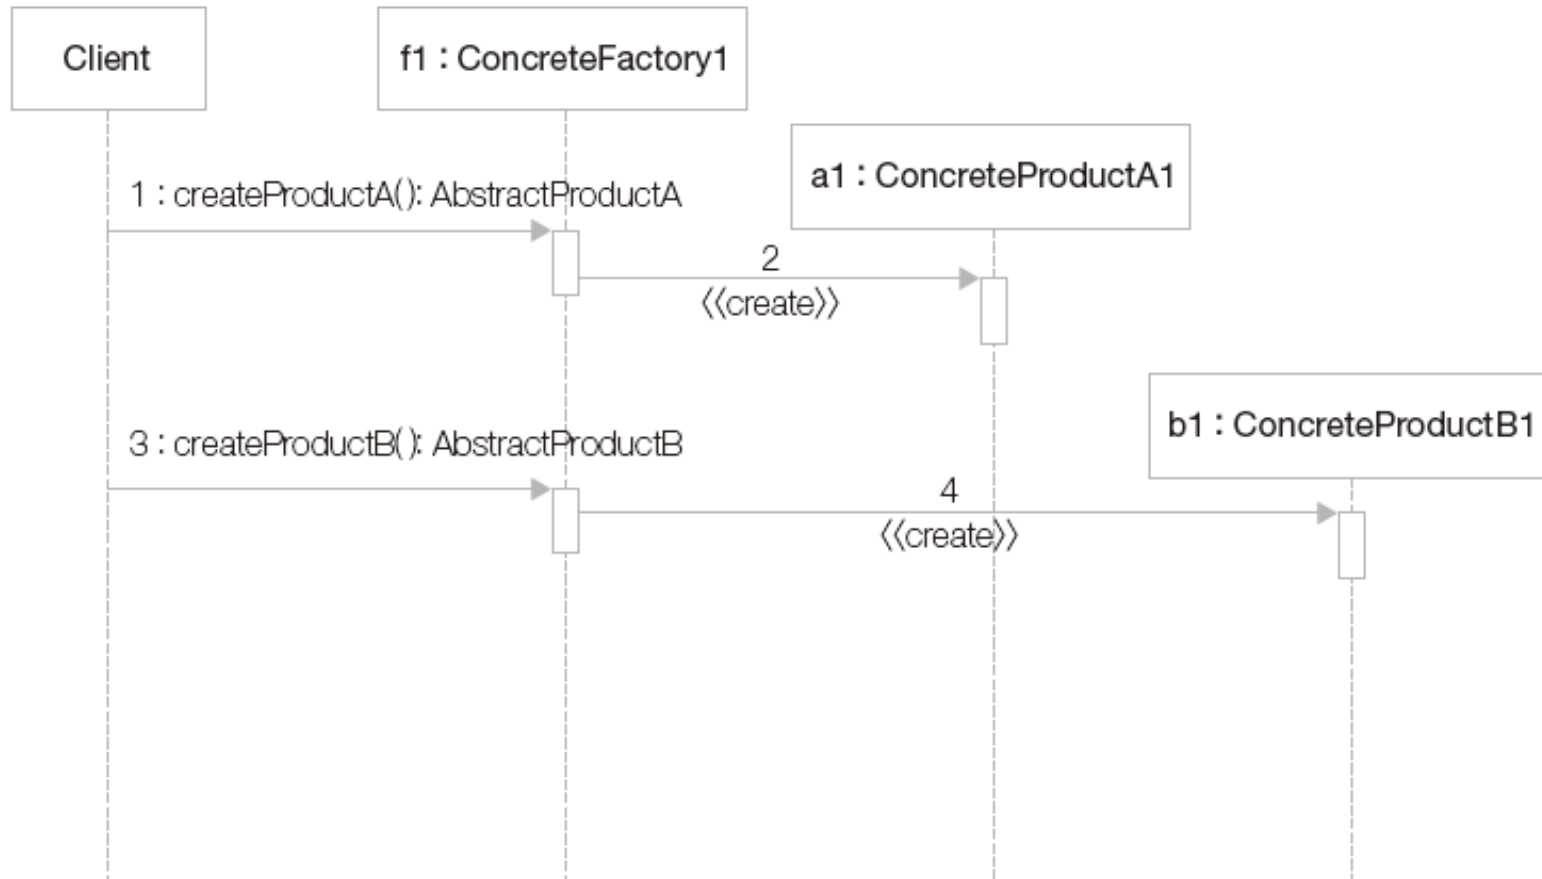 Client
f1 : ConcreteFactory1
a1 : ConcreteProductA1
1 : createProductA(): AbstractProductA
2
《create》
b1 : ConcreteProductB1
3 : createProductB(): AbstractProductB
4
《create》